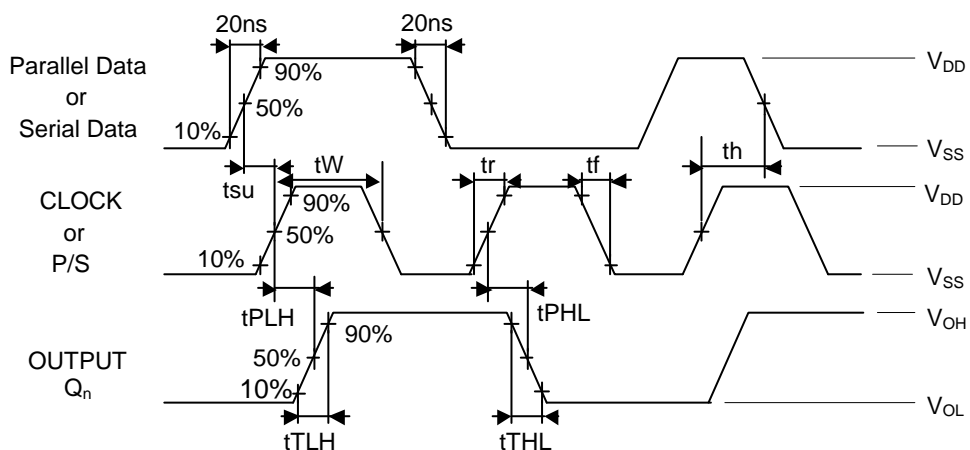 20ns 20ns
Parallel Data
or
Serial Data
90%
50%
10%
V_DD
V_SS
tsu tW tr tf th
CLOCK
or
P/S
90%
50%
10%
V_DD
V_SS
tPLH tPHL
OUTPUT
Q_n
90%
50%
10%
V_OH
V_OL
tTLH tTHL